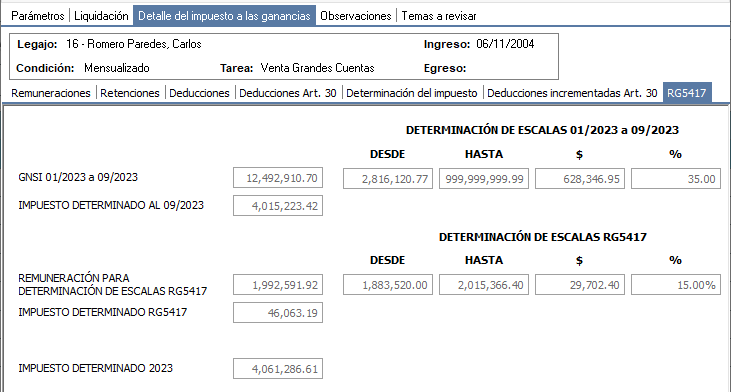 Parámetros Liquidación Detalle del impuesto a las ganancias Observaciones Temas a revisar
Legajo: 16 - Romero Paredes, Carlos Ingreso: 06/11/2004
Condición: Mensualizado Tarea: Venta Grandes Cuentas Egreso:
Remuneraciones Retenciones Deducciones Deducciones Art. 30 Determinación del impuesto Deducciones incrementadas Art. 30 RG5417
DETERMINACIÓN DE ESCALAS 01/2023 a 09/2023
DESDE HASTA $ %
GNSI 01/2023 a 09/2023 12,492,910.70 2,816,120.77 999,999,999.99 628,346.95 35.00
IMPUESTO DETERMINADO AL 09/2023 4,015,223.42
DETERMINACIÓN DE ESCALAS RG5417
DESDE HASTA $ %
REMUNERACIÓN PARA
DETERMINACIÓN DE ESCALAS RG5417 1,992,591.92 1,883,520.00 2,015,366.40 29,702.40 15.00%
IMPUESTO DETERMINADO RG5417 46,063.19
IMPUESTO DETERMINADO 2023 4,061,286.61